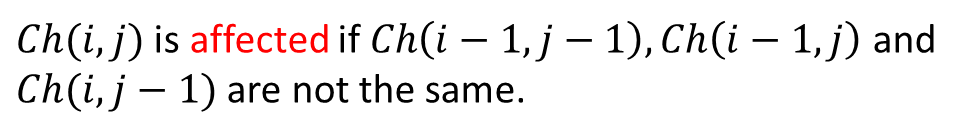 Ch(i, j) is affected if Ch(i − 1, j − 1), Ch(i − 1, j) and
Ch(i, j − 1) are not the same.